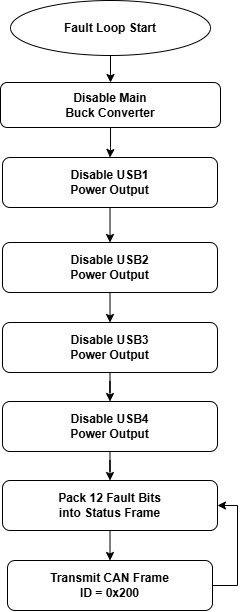 Fault Loop Start
Disable Main
Buck Converter
Disable USB1
Power Output
Disable USB2
Power Output
Disable USB3
Power Output
Disable USB4
Power Output
Pack 12 Fault Bits
into Status Frame
Transmit CAN Frame
ID = 0x200